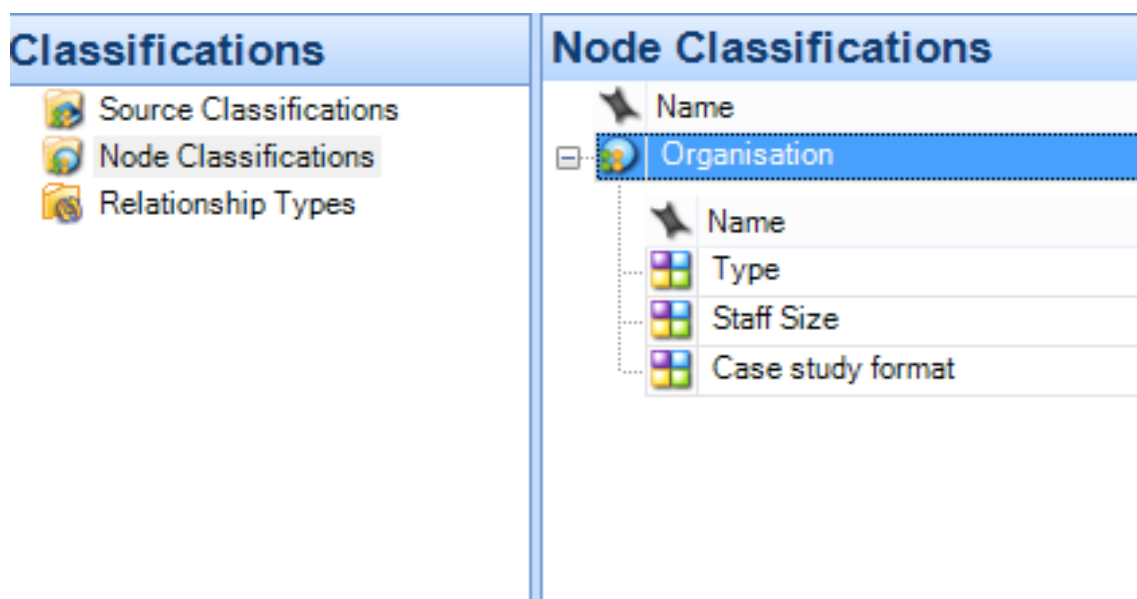 Classifications
Source Classifications
Node Classifications
Relationship Types
Node Classifications
Name
Organisation
Name
Type
Staff Size
Case study format